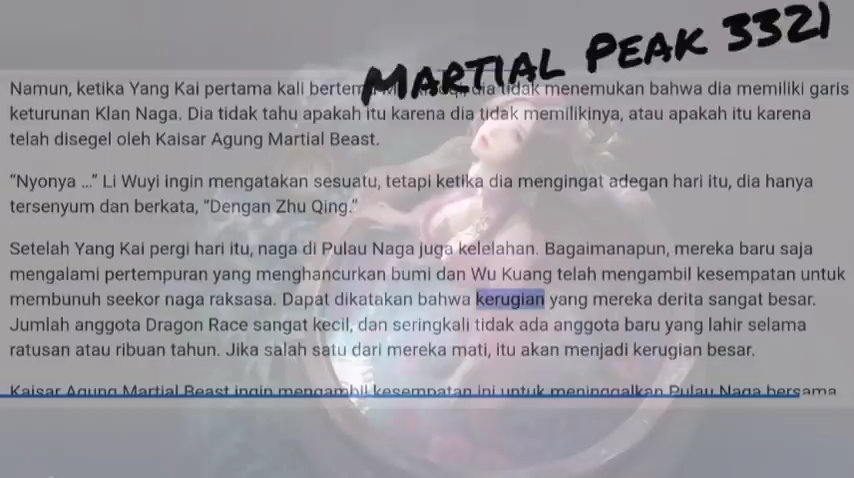 MARTIAL PEAK 3321
Namun, ketika Yang Kai pertama kali dia tidak menemukan bahwa dia memiliki garis
keturunan Klan Naga. Dia tidak tahu apakah itu karena dia tidak memilikinya, atau apakah itu karena
telah disegel oleh Kaisar Agung Martial Beast.
“Nyonya ...” Li Wuyi ingin mengatakan sesuatu, tetapi ketika dia mengingat adegan hari itu, dia hanya
tersenyum dan berkata, “Dengan Zhu Qing.”
Setelah Yang Kai pergi hari itu, naga di Pulau Naga juga kelelahan. Bagaimanapun, mereka baru saja
mengalami pertempuran yang menghancurkan bumi dan Wu Kuang telah mengambil kesempatan untuk
membunuh seekor naga raksasa. Dapat dikatakan bahwa kerugian yang mereka derita sangat besar.
Jumlah anggota Dragon Race sangat kecil, dan seringkali tidak ada anggota baru yang lahir selama
ratusan atau ribuan tahun. Jika salah satu dari mereka mati, itu akan menjadi kerugian besar.
Kaisar Agung Martial Beast ingin mengambil kesempatan ini untuk meninggalkan Pulau Naga bersama